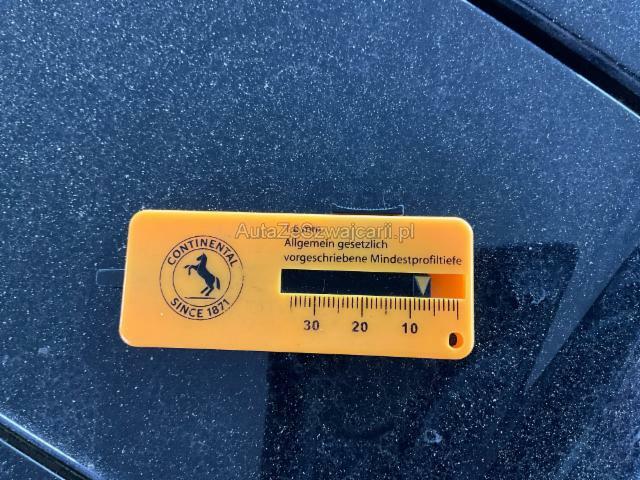 CONTINENTAL
SINCE 1871
AutaZeSzwajcarii.pl
Allgemein gesetzlich
vorgeschriebene Mindestprofiltiefe
30 20 10